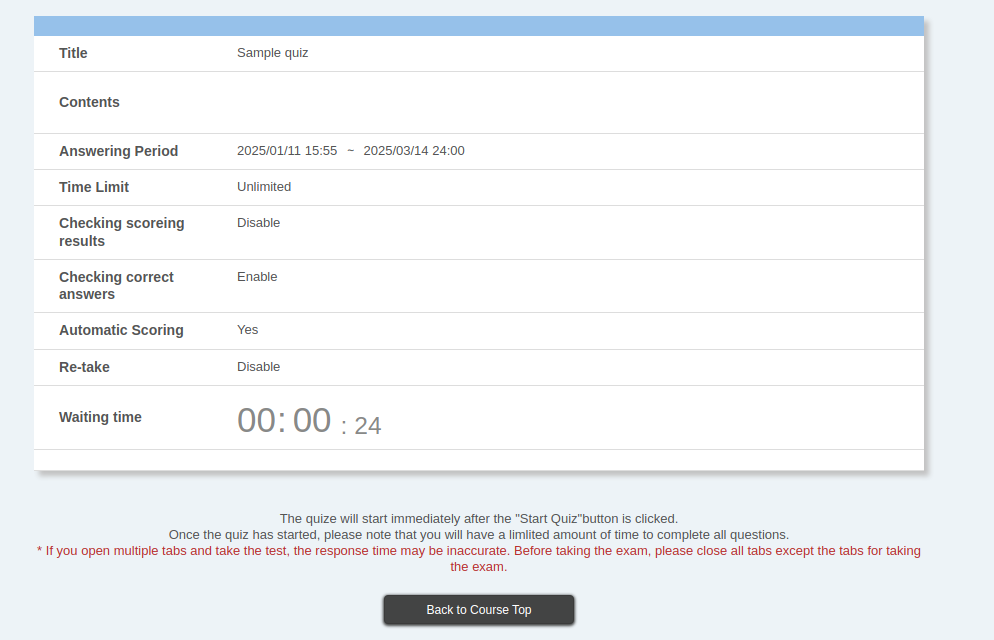 Title Sample quiz
Contents
Answering Period 2025/01/11 15:55 ~ 2025/03/14 24:00
Time Limit Unlimited
Checking scoreing Disable
results
Checking correct Enable
answers
Automatic Scoring Yes
Re-take Disable
Waiting time 00: 00 : 24
The quize will start immediately after the "Start Quiz"button is clicked.
Once the quiz has started, please note that you will have a limlited amount of time to complete all questions.
* If you open multiple tabs and take the test, the response time may be inaccurate. Before taking the exam, please close all tabs except the tabs for taking
the exam.
Back to Course Top